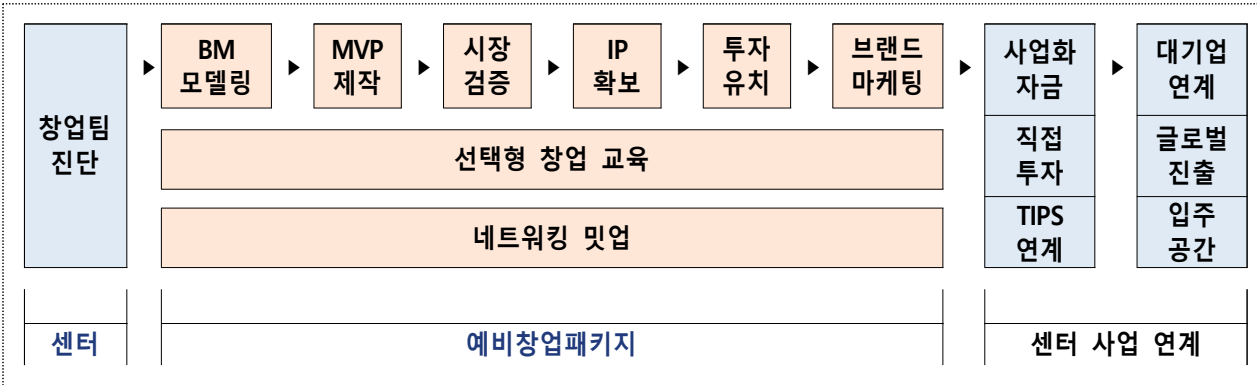 창업팀
진단
▶
BM
모델링
▶
MVP
제작
▶
시장
검증
▶
IP
확보
▶
투자
유치
▶
브랜드
마케팅
▶
사업화
자금
▶
대기업
연계
선택형 창업 교육
직접
투자
글로벌
진출
네트워킹 밋업
TIPS
연계
입주
공간
센터
예비창업패키지
센터 사업 연계